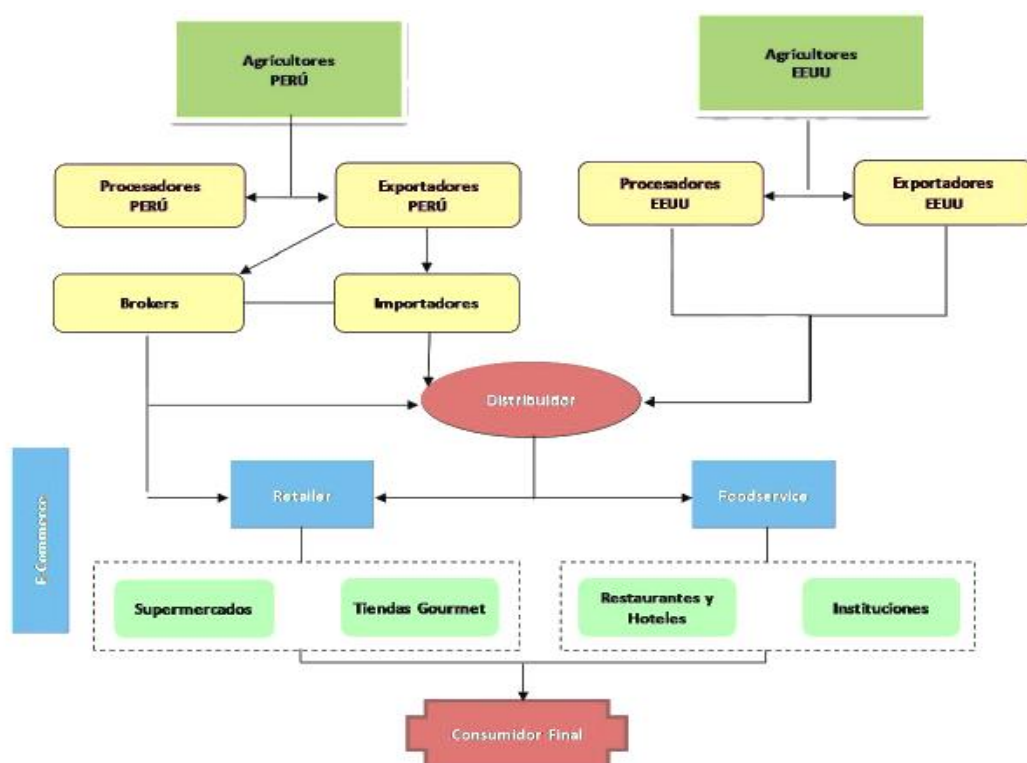 Agricultores
PERÚ
Agricultores
EEUU
Procesadores
PERÚ
Exportadores
PERÚ
Procesadores
EEUU
Exportadores
EEUU
Brokers
Importadores
Distribuidor
E-Commerce
Retailer
Foodservice
Supermercados
Tiendas Gourmet
Restaurantes y
Hoteles
Instituciones
Consumidor Final